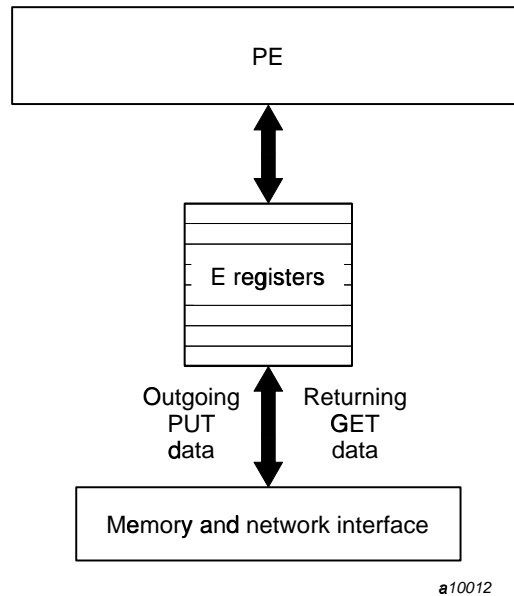 PE
E registers
Outgoing
PUT
data
Returning
GET
data
Memory and network interface
a10012